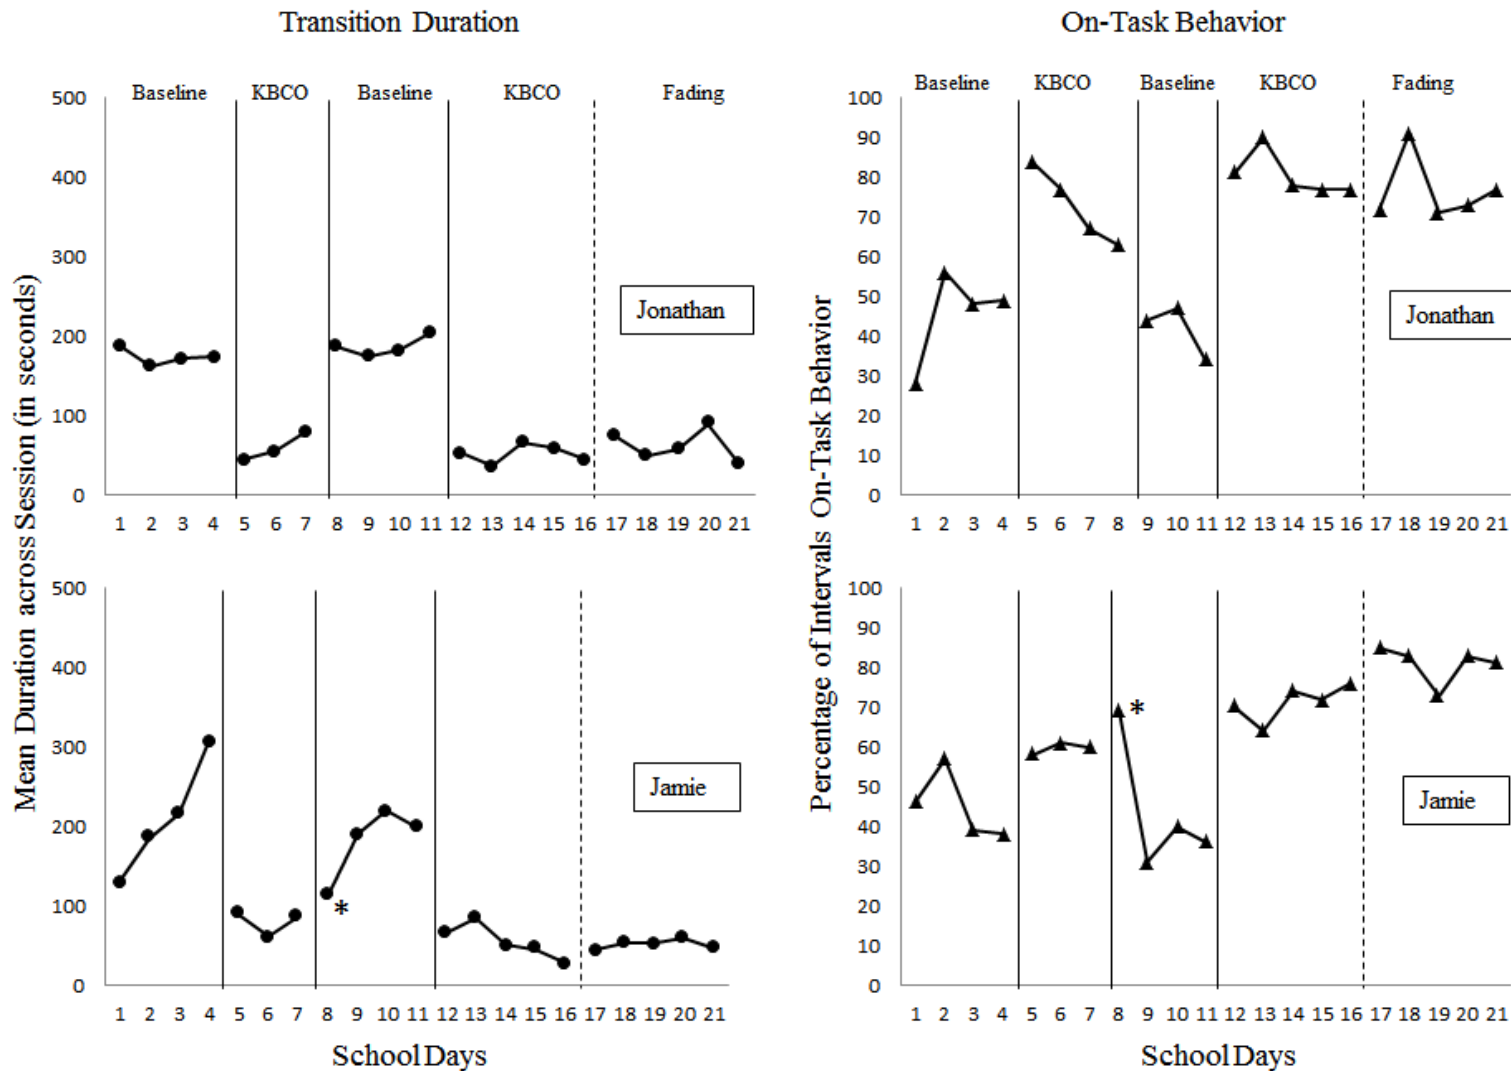 Transition Duration
On-Task Behavior
Mean Duration across Session (in seconds)
Baseline KBCO Baseline KBCO Fading
500
400
300
200
100
0
Jonathan
1 2 3 4 5 6 7 8 9 10 11 12 13 14 15 16 17 18 19 20 21
500
400
300
200
100
0
*
Jamie
1 2 3 4 5 6 7 8 9 10 11 12 13 14 15 16 17 18 19 20 21
School Days
Percentage of Intervals On-Task Behavior
Baseline KBCO Baseline KBCO Fading
100
90
80
70
60
50
40
30
20
10
0
Jonathan
1 2 3 4 5 6 7 8 9 10 11 12 13 14 15 16 17 18 19 20 21
100
90
80
70
60
50
40
30
20
10
0
*
Jamie
1 2 3 4 5 6 7 8 9 10 11 12 13 14 15 16 17 18 19 20 21
School Days